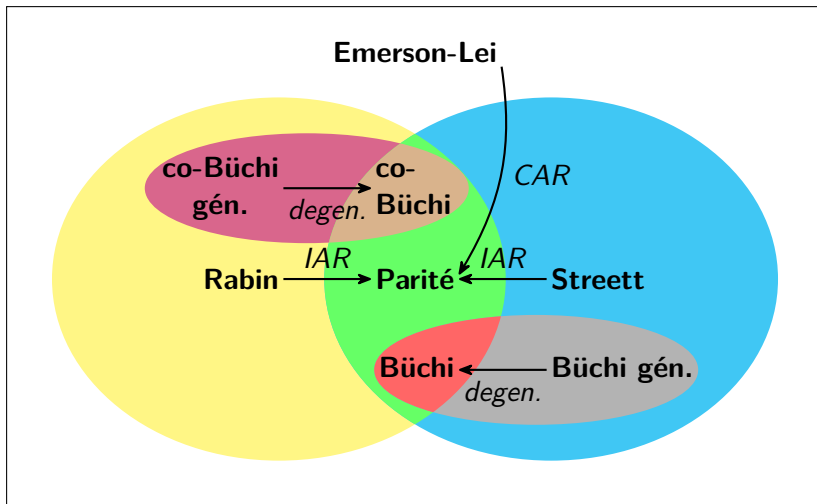 Emerson-Lei
co-Büchi
gén.
co-
Büchi
degen.
CAR
Rabin
IAR
Parité
IAR
Streett
Büchi
degen.
Büchi gén.